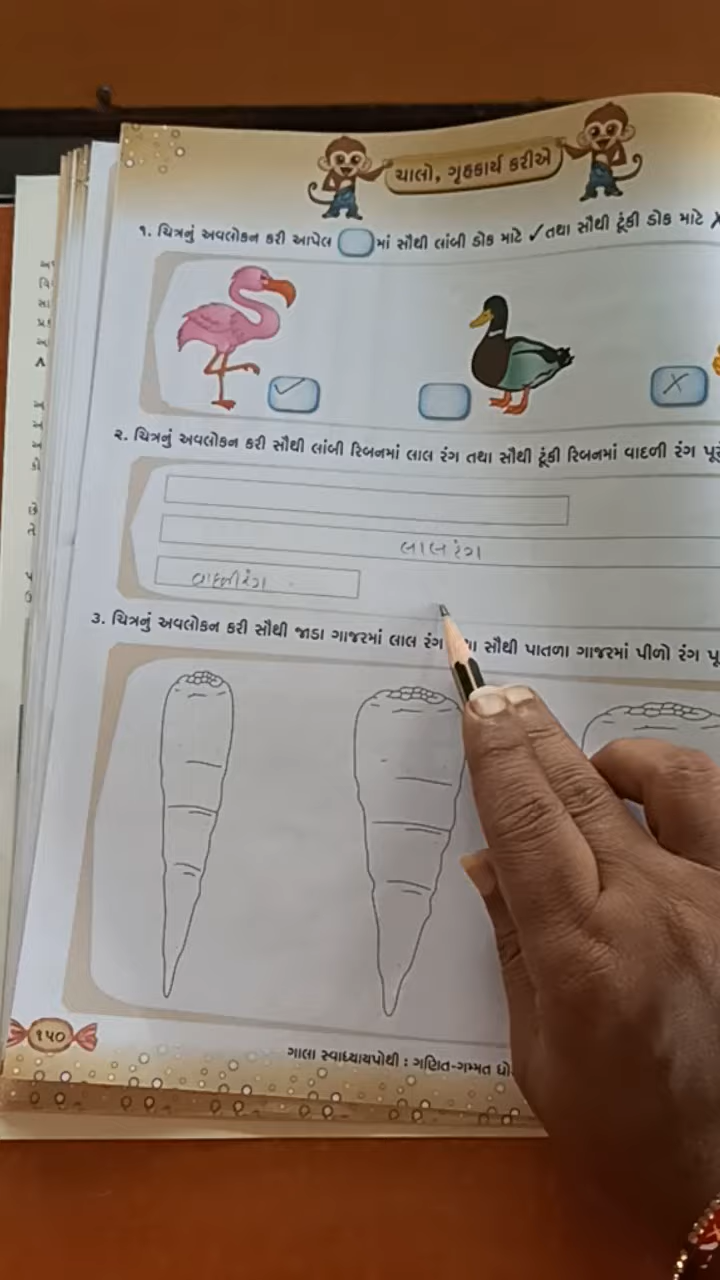 ચાલો, ગૃહકાર્ય કરીએ
૧. ચિત્રનું અવલોકન કરી આપેલ માં સૌથી લાંબી ડોક માટે ✓ તથા સૌથી ટૂંકી ડોક માટે
✓
X
૨. ચિત્રનું અવલોકન કરી સૌથી લાંબી રિબનમાં લાલ રંગ તથા સૌથી ટૂંકી રિબનમાં વાદળી રંગ
લાલ રંગ
વાદળી રંગ
૩. ચિત્રનું અવલોકન કરી સૌથી જાડા ગાજરમાં લાલ રંગ સૌથી પાતળા ગાજરમાં પીળો રંગ
૧૫૦
ગાલા સ્વાધ્યાયપોથી : ગણિત-ગમ્મત